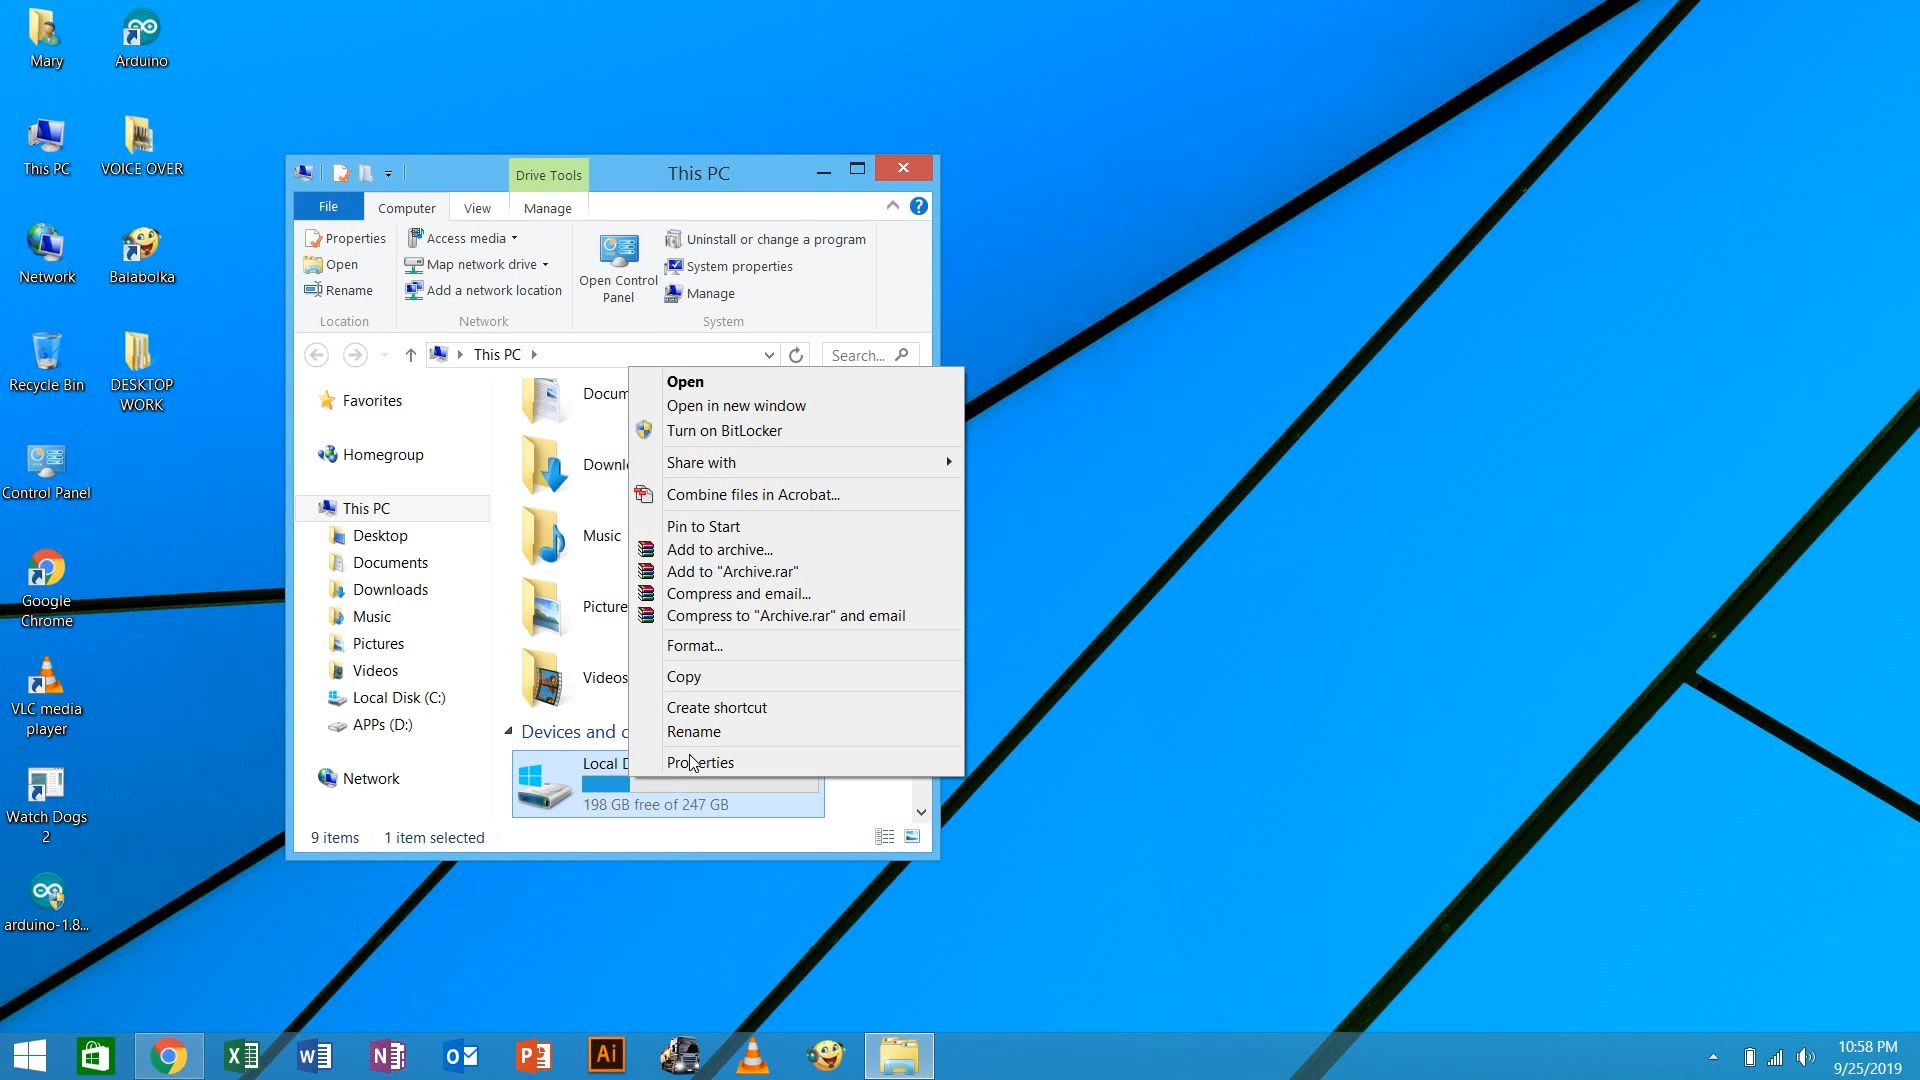 Mary
Arduino
This PC
VOICE OVER
Network
Balabolka
Recycle Bin
DESKTOP
WORK
Control Panel
Google
Chrome
VLC media
player
Watch Dogs
2
arduino-1.8...
Drive Tools
This PC
File
Computer
View
Manage
Properties
Open
Rename
Location
Access media
Map network drive
Add a network location
Network
Open Control
Panel
Uninstall or change a program
System properties
Manage
System
This PC
Search...
Favorites
Homegroup
This PC
Desktop
Documents
Downloads
Music
Pictures
Videos
Local Disk (C:)
APPs (D:)
Network
Docum
Downl
Music
Picture
Videos
Devices and
Local
198 GB free of 247 GB
9 items
1 item selected
Open
Open in new window
Turn on BitLocker
Share with
Combine files in Acrobat...
Pin to Start
Add to archive...
Add to "Archive.rar"
Compress and email...
Compress to "Archive.rar" and email
Format...
Copy
Create shortcut
Rename
Properties
Ai
10:58 PM
9/25/2019